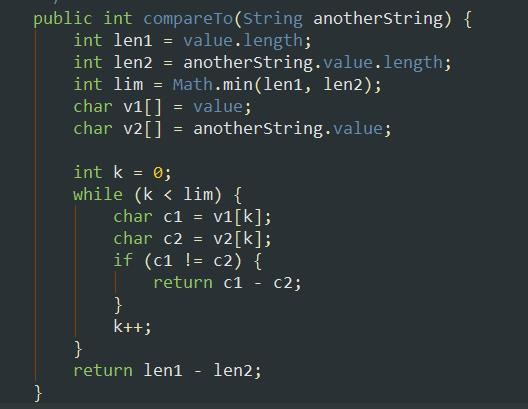 public int compareTo(String anotherString) {
    int len1 = value.length;
    int len2 = anotherString.value.length;
    int lim = Math.min(len1, len2);
    char v1[] = value;
    char v2[] = anotherString.value;

    int k = 0;
    while (k < lim) {
        char c1 = v1[k];
        char c2 = v2[k];
        if (c1 != c2) {
            return c1 - c2;
        }
        k++;
    }
    return len1 - len2;
}